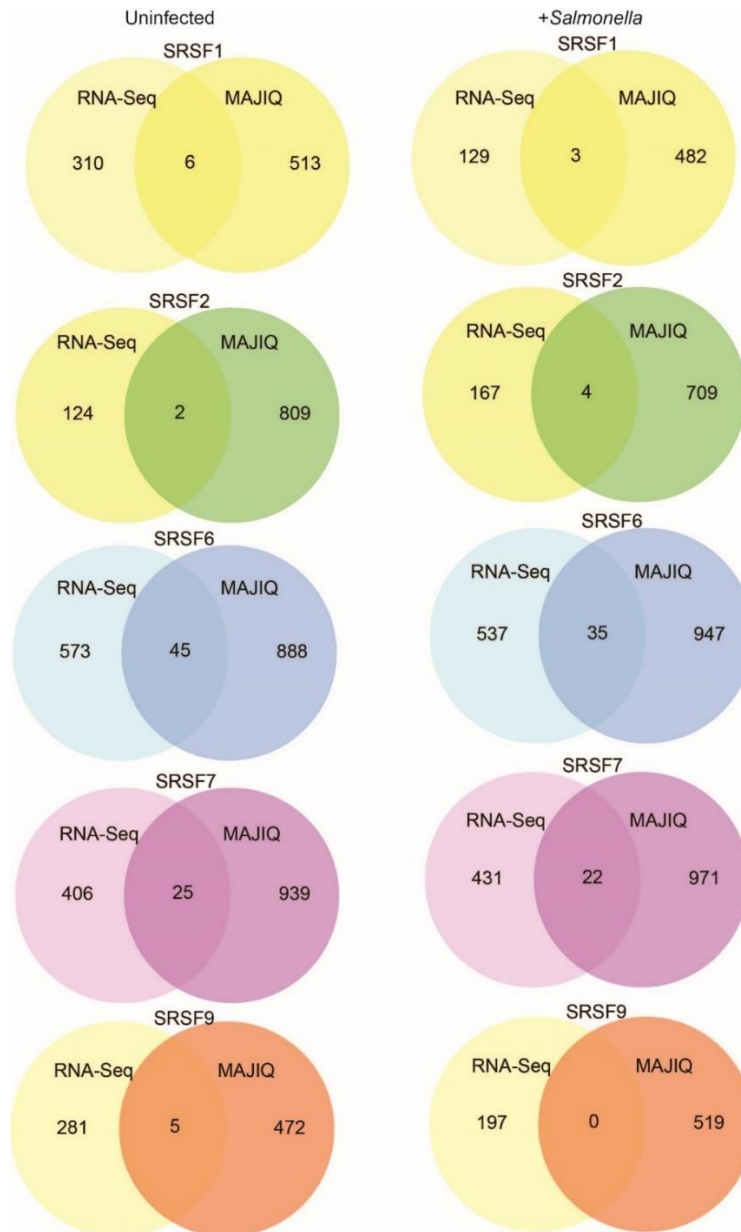 Uninfected
SRSF1
RNA-Seq MAJIQ
310 6 513
SRSF2
RNA-Seq MAJIQ
124 2 809
SRSF6
RNA-Seq MAJIQ
573 45 888
SRSF7
RNA-Seq MAJIQ
406 25 939
SRSF9
RNA-Seq MAJIQ
281 5 472
+Salmonella
SRSF1
RNA-Seq MAJIQ
129 3 482
SRSF2
RNA-Seq MAJIQ
167 4 709
SRSF6
RNA-Seq MAJIQ
537 35 947
SRSF7
RNA-Seq MAJIQ
431 22 971
SRSF9
RNA-Seq MAJIQ
197 0 519